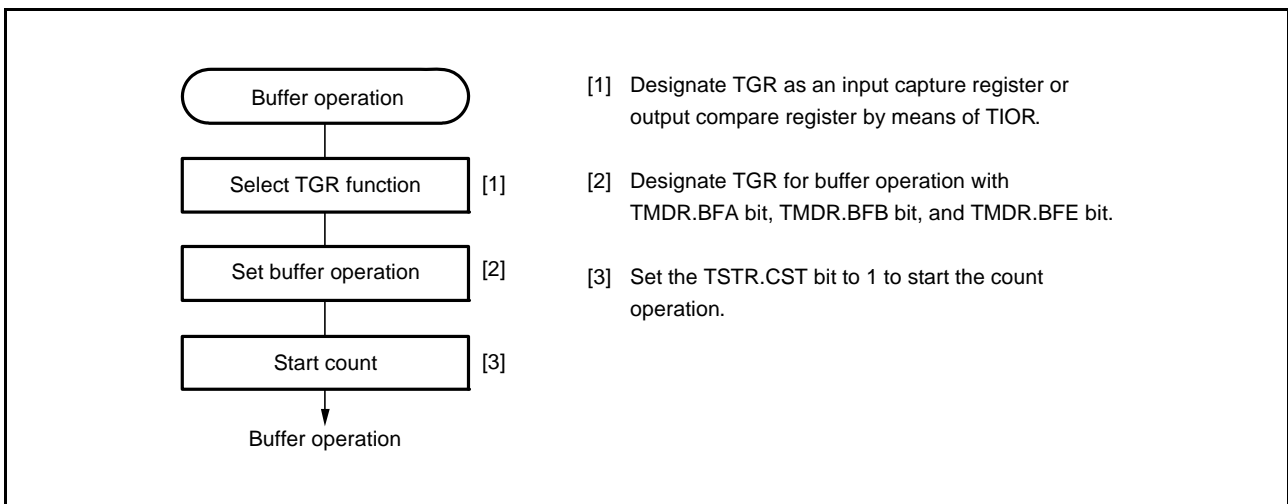 Buffer operation
Select TGR function
[1]
Set buffer operation
[2]
Start count
[3]
Buffer operation
[1] Designate TGR as an input capture register or
output compare register by means of TIOR.
[2] Designate TGR for buffer operation with
TMDR.BFA bit, TMDR.BFB bit, and TMDR.BFE bit.
[3] Set the TSTR.CST bit to 1 to start the count
operation.